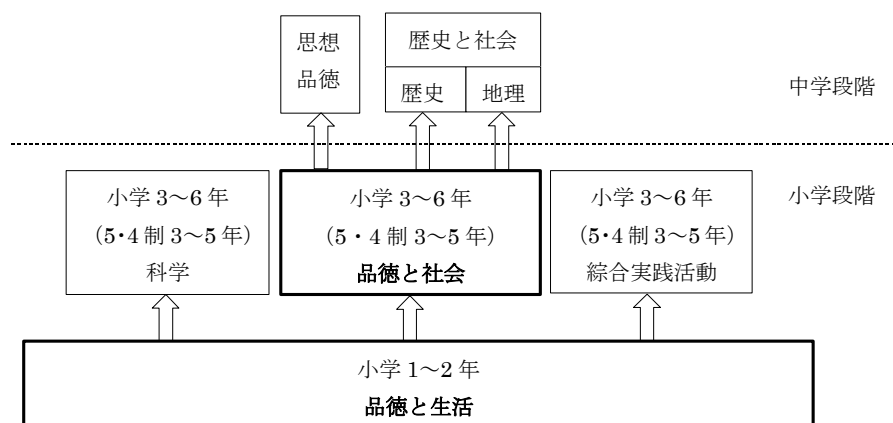 思想
品徳
歴史と社会
歴史
地理
中学段階
小学 3～6 年
(5･4 制 3～5 年)
科学
小学 3～6 年
(5・4 制 3～5 年)
品徳と社会
小学 3～6 年
(5･4 制 3～5 年)
綜合実践活動
小学段階
小学 1～2 年
品徳と生活